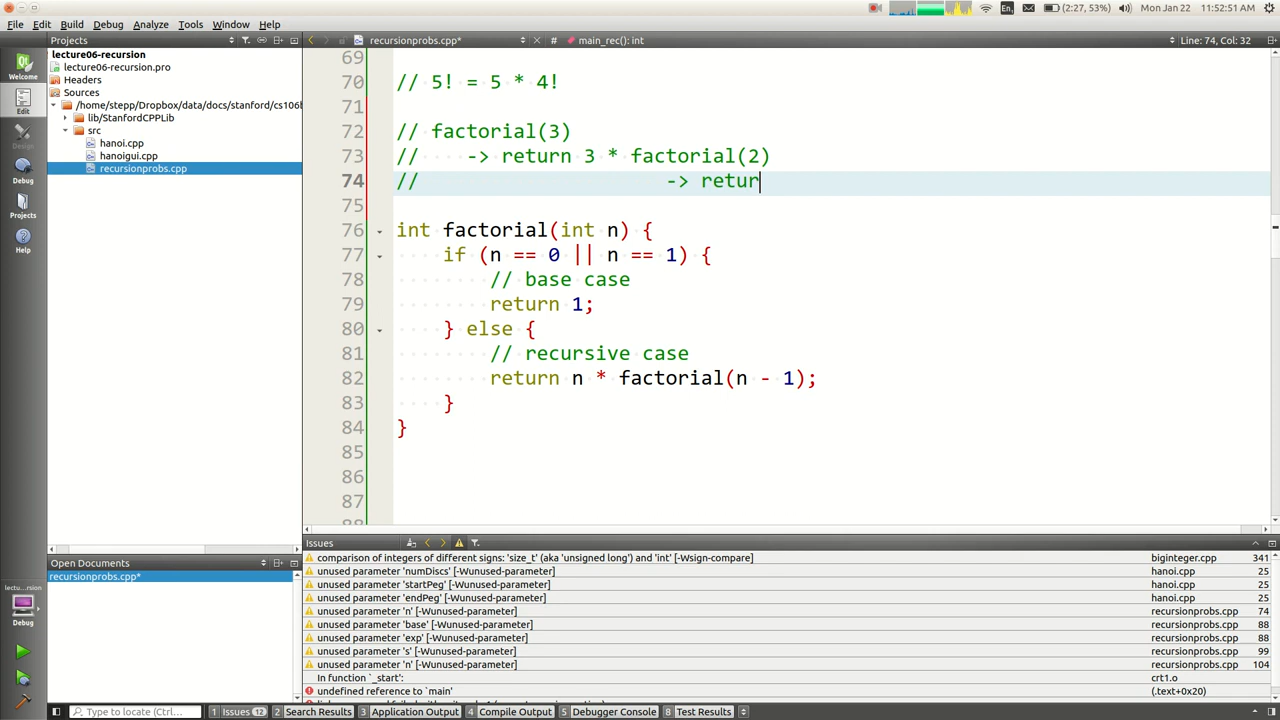 (2:27, 53%) Mon Jan 22 11:52:51 AM
En
File Edit Build Debug Analyze Tools Window Help
Projects recursionprobs.cpp* # main_rec(): int Line: 74, Col: 32
lecture06-recursion
lecture06-recursion.pro
Headers
Sources
/home/stepp/Dropbox/data/docs/stanford/cs106b
lib/StanfordCPPLib
src
hanoi.cpp
hanoigui.cpp
recursionprobs.cpp
Welcome
Edit
Design
Debug
Projects
Help
69
70 // 5! = 5 * 4!
71
72 // factorial(3)
73 // -> return 3 * factorial(2)
74 // -> retur
75
76 int factorial(int n) {
77 if (n == 0 || n == 1) {
78 // base case
79 return 1;
80 } else {
81 // recursive case
82 return n * factorial(n - 1);
83 }
84 }
85
86
87
Open Documents
recursionprobs.cpp*
lectu...rsion
Debug
Issues
comparison of integers of different signs: 'size_t' (aka 'unsigned long') and 'int' [-Wsign-compare] biginteger.cpp 341
unused parameter 'numDiscs' [-Wunused-parameter] hanoi.cpp 25
unused parameter 'startPeg' [-Wunused-parameter] hanoi.cpp 25
unused parameter 'endPeg' [-Wunused-parameter] hanoi.cpp 25
unused parameter 'n' [-Wunused-parameter] recursionprobs.cpp 74
unused parameter 'base' [-Wunused-parameter] recursionprobs.cpp 88
unused parameter 'exp' [-Wunused-parameter] recursionprobs.cpp 88
unused parameter 's' [-Wunused-parameter] recursionprobs.cpp 99
unused parameter 'n' [-Wunused-parameter] recursionprobs.cpp 104
In function `_start': crt1.o
undefined reference to `main' (.text+0x20)
Type to locate (Ctrl+... 1 Issues 12 2 Search Results 3 Application Output 4 Compile Output 5 Debugger Console 8 Test Results